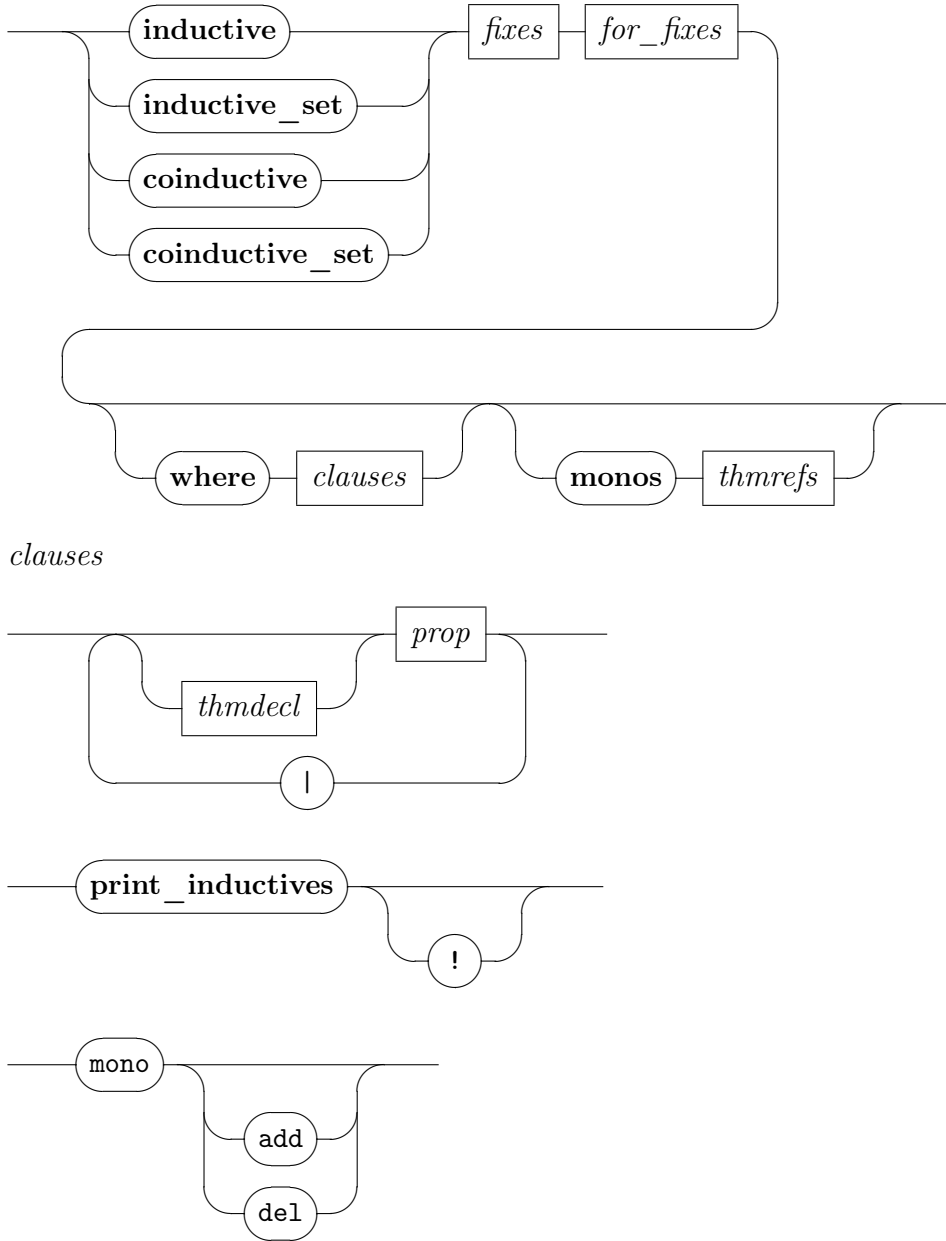 inductive fixes for_fixes
inductive_set
coinductive
coinductive_set
where clauses monos thmrefs
clauses
prop
thmdecl
|
print_inductives
!
mono
add
del